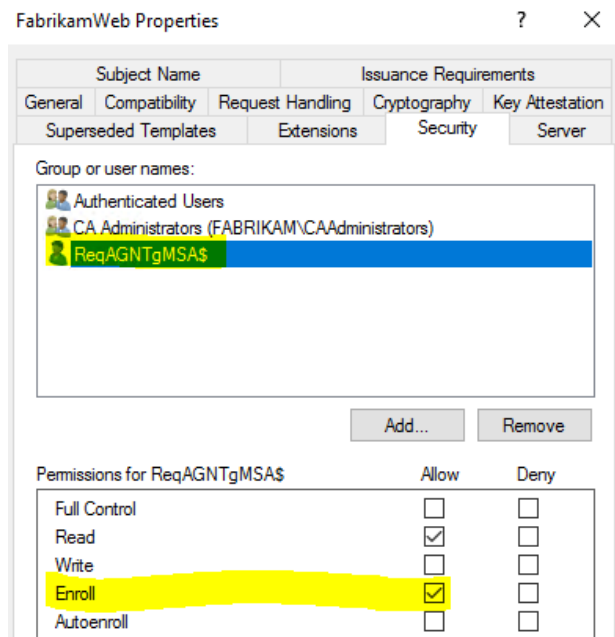 FabrikamWeb Properties ? ×
Subject Name Issuance Requirements
General Compatibility Request Handling Cryptography Key Attestation
Superseded Templates Extensions Security Server
Group or user names:
Authenticated Users
CA Administrators (FABRIKAM\CAAdministrators)
ReqAGNTgMSA$
Add... Remove
Permissions for ReqAGNTgMSA$ Allow Deny
Full Control
Read
Write
Enroll
Autoenroll